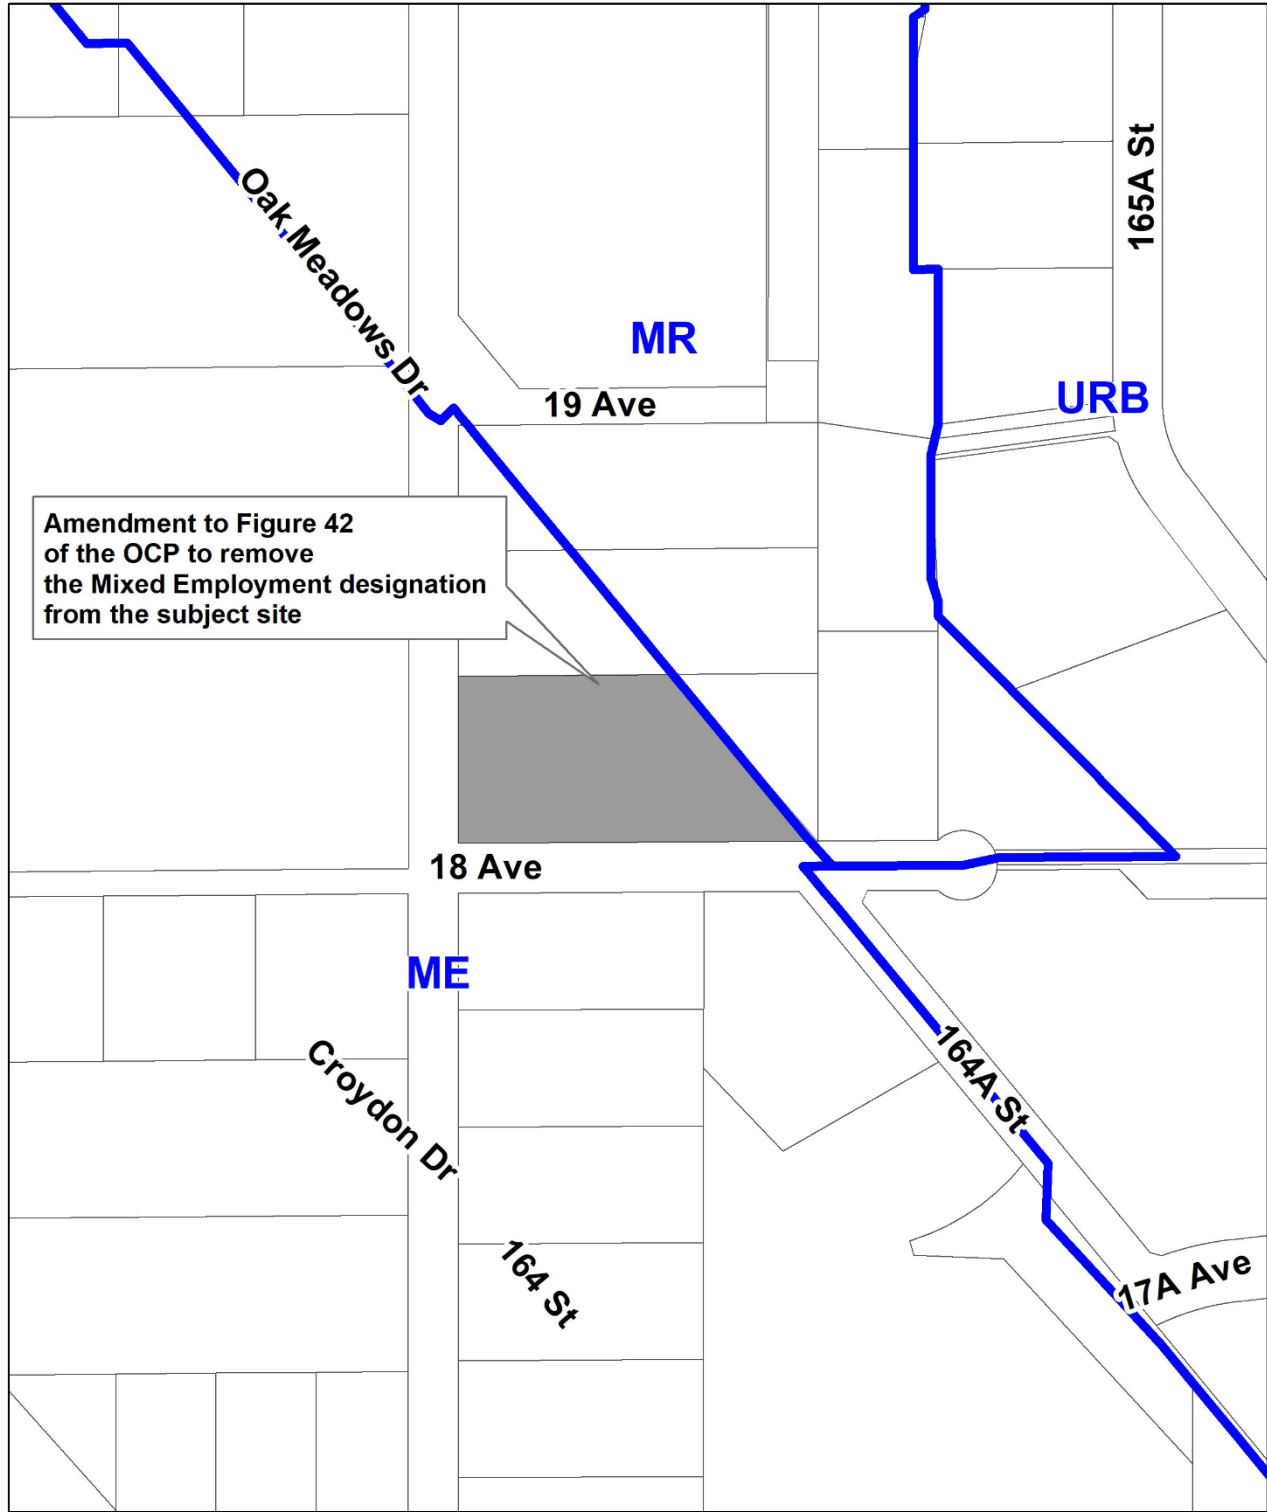 165A St
Oak Meadows Dr
MR
19 Ave
URB
Amendment to Figure 42
of the OCP to remove
the Mixed Employment designation
from the subject site
18 Ave
ME
Croydon Dr
164A St
164 St
17A Ave